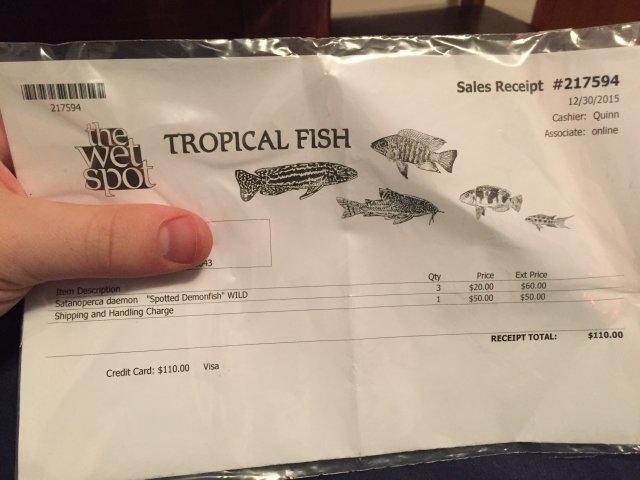 217594
Sales Receipt #217594
12/30/2015
Cashier: Quinn
Associate: online
the
wet
spot
TROPICAL FISH
43
Item Description Qty Price Ext Price
Satanoperca daemon "Spotted Demonfish" WILD 3 $20.00 $60.00
Shipping and Handling Charge 1 $50.00 $50.00
RECEIPT TOTAL: $110.00
Credit Card: $110.00 Visa